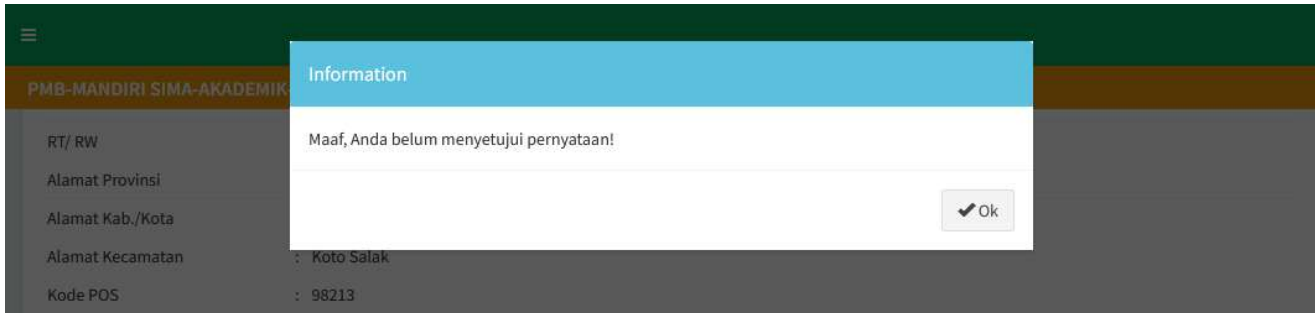 Information
PMB-MANDIRI SIMA-AKADEMIK-
Maaf, Anda belum menyetujui pernyataan!
RT/ RW
Alamat Provinsi
Ok
Alamat Kab./Kota
Alamat Kecamatan : Koto Salak
Kode POS : 98213